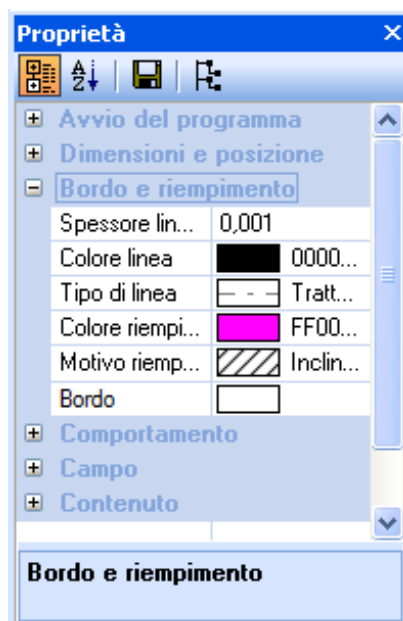 Proprietà
Avvio del programma
Dimensioni e posizione
Bordo e riempimento
Spessore lin... 0,001
Colore linea 0000...
Tipo di linea Tratt...
Colore riempi... FF00...
Motivo riemp... Inclin...
Bordo
Comportamento
Campo
Contenuto
Bordo e riempimento